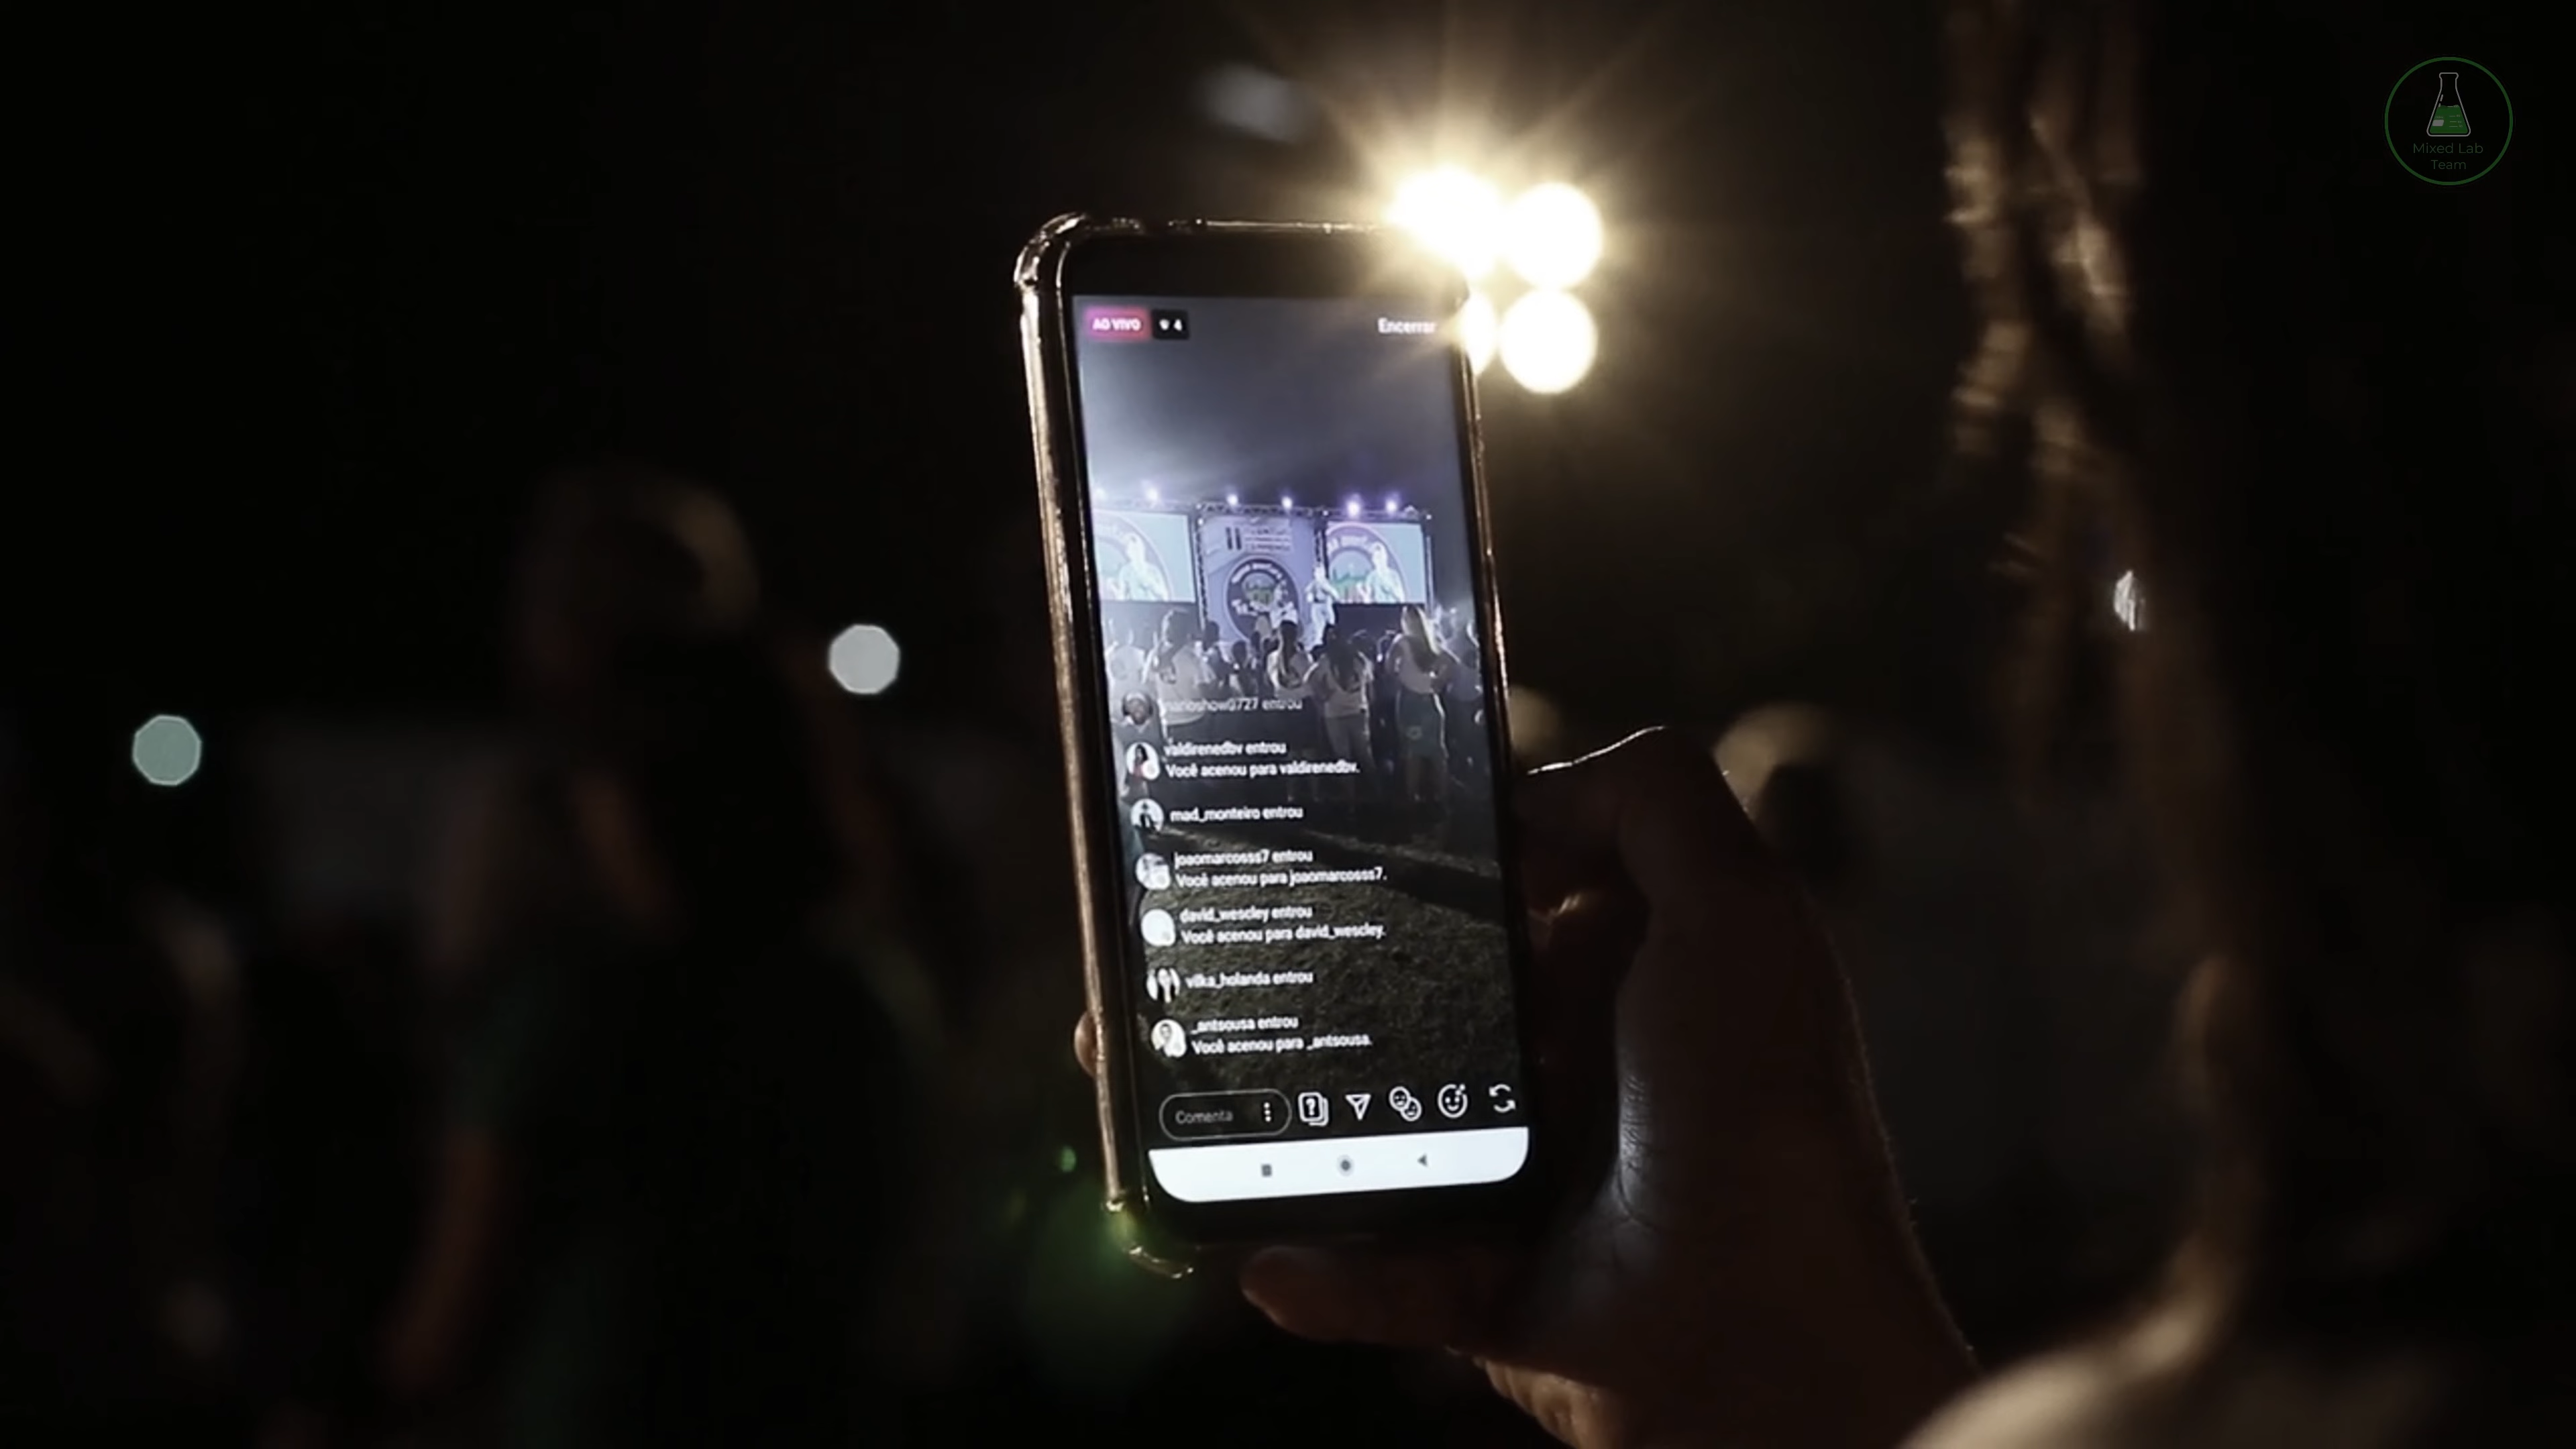 Mixed Lab
Team
AO VIVO
4
Encerrar
entrou
valdirenedbv entrou
Você acenou para valdirenedbv.
mad_monteiro entrou
joaomarcosss7 entrou
Você acenou para joaomarcosss7.
david_wescley entrou
Você acenou para david_wescley.
vilka_holanda entrou
_antsousa entrou
Você acenou para _antsousa.
Comenta